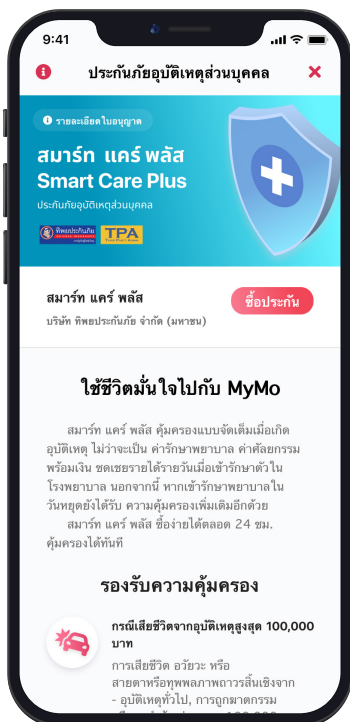 9:41
ประกันภัยอุบัติเหตุส่วนบุคคล
รายละเอียดใบอนุญาต
สมาร์ท แคร์ พลัส
Smart Care Plus
ประกันภัยอุบัติเหตุส่วนบุคคล
ทิพยประกันภัย TPA
สมาร์ท แคร์ พลัส
ซื้อประกัน
บริษัท ทิพยประกันภัย จำกัด (มหาชน)
ใช้ชีวิตมั่นใจไปกับ MyMo
สมาร์ท แคร์ พลัส คุ้มครองแบบจัดเต็มเมื่อเกิด
อุบัติเหตุ ไม่ว่าจะเป็น ค่ารักษาพยาบาล ค่าศัลยกรรม
พร้อมเงิน ชดเชยรายได้รายวันเมื่อเข้ารักษาตัวใน
โรงพยาบาล นอกจากนี้ หากเข้ารักษาพยาบาลใน
วันหยุดยังได้รับ ความคุ้มครองเพิ่มเติมอีกด้วย
สมาร์ท แคร์ พลัส ซื้อง่ายได้ตลอด 24 ชม.
คุ้มครองได้ทันที
รองรับความคุ้มครอง
กรณีเสียชีวิตจากอุบัติเหตุสูงสุด 100,000
บาท
การเสียชีวิต อวัยวะ หรือ
สายตาหรือทุพพลภาพถาวรสิ้นเชิงจาก
- อุบัติเหตุทั่วไป, การถูกฆาตกรรม